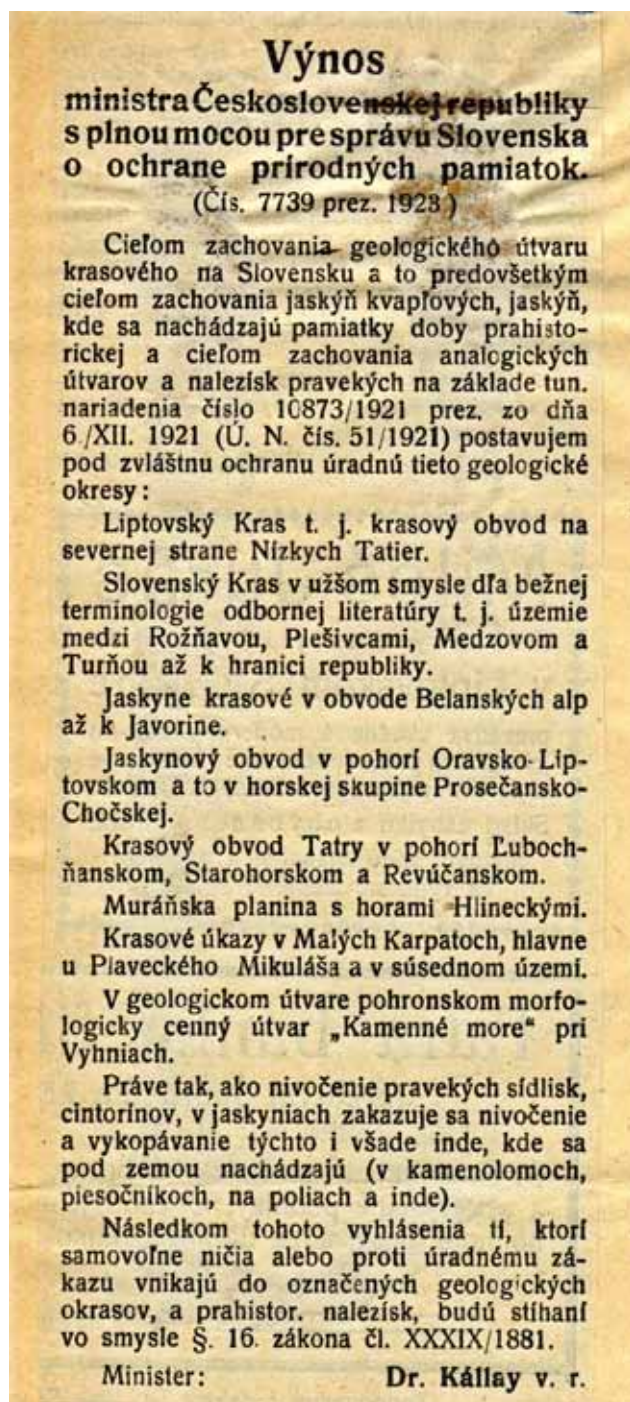 Výnos
ministra Československej republiky
s plnou mocou pre správu Slovenska
o ochrane prírodných pamiatok.
(Čís. 7739 prez. 1923)
Cieľom zachovania geologického útvaru
krasového na Slovensku a to predovšetkým
cieľom zachovania jaskýň kvapľových, jaskýň,
kde sa nachádzajú pamiatky doby prahisto-
rickej a cieľom zachovania analogických
útvarov a nalezísk pravekých na základe tun.
nariadenia číslo 10873/1921 prez. zo dňa
6./XII. 1921 (Ú. N. čís. 51/1921) postavujem
pod zvláštnu ochranu úradnú tieto geologické
okresy:
Liptovský Kras t. j. krasový obvod na
severnej strane Nízkych Tatier.
Slovenský Kras v užšom smysle dľa bežnej
terminologie odbornej literatúry t. j. územie
medzi Rožňavou, Plešivcami, Medzovom a
Turňou až k hranici republiky.
Jaskyne krasové v obvode Belanských alp
až k Javorine.
Jaskynový obvod v pohorí Oravsko-Lip-
tovskom a to v horskej skupine Prosečansko-
Chočskej.
Krasový obvod Tatry v pohorí Ľuboch-
ňanskom, Starohorskom a Revúčanskom.
Muráňska planina s horami Hlineckými.
Krasové úkazy v Malých Karpatoch, hlavne
u Plaveckého Mikuláša a v súsednom území.
V geologickom útvare pohronskom morfo-
logicky cenný útvar „Kamenné more“ pri
Vyhniach.
Práve tak, ako nivočenie pravekých sídlisk,
cintorínov, v jaskyniach zakazuje sa nivočenie
a vykopávanie týchto i všade inde, kde sa
pod zemou nachádzajú (v kamenolomoch,
piesočníkoch, na poliach a inde).
Následkom tohoto vyhlásenia tí, ktorí
samovoľne ničia alebo proti úradnému zá-
kazu vnikajú do označených geologických
okrasov, a prahistor. nalezísk, budú stíhaní
vo smysle §. 16. zákona čl. XXXIX/1881.
Minister: Dr. Kállay v. r.